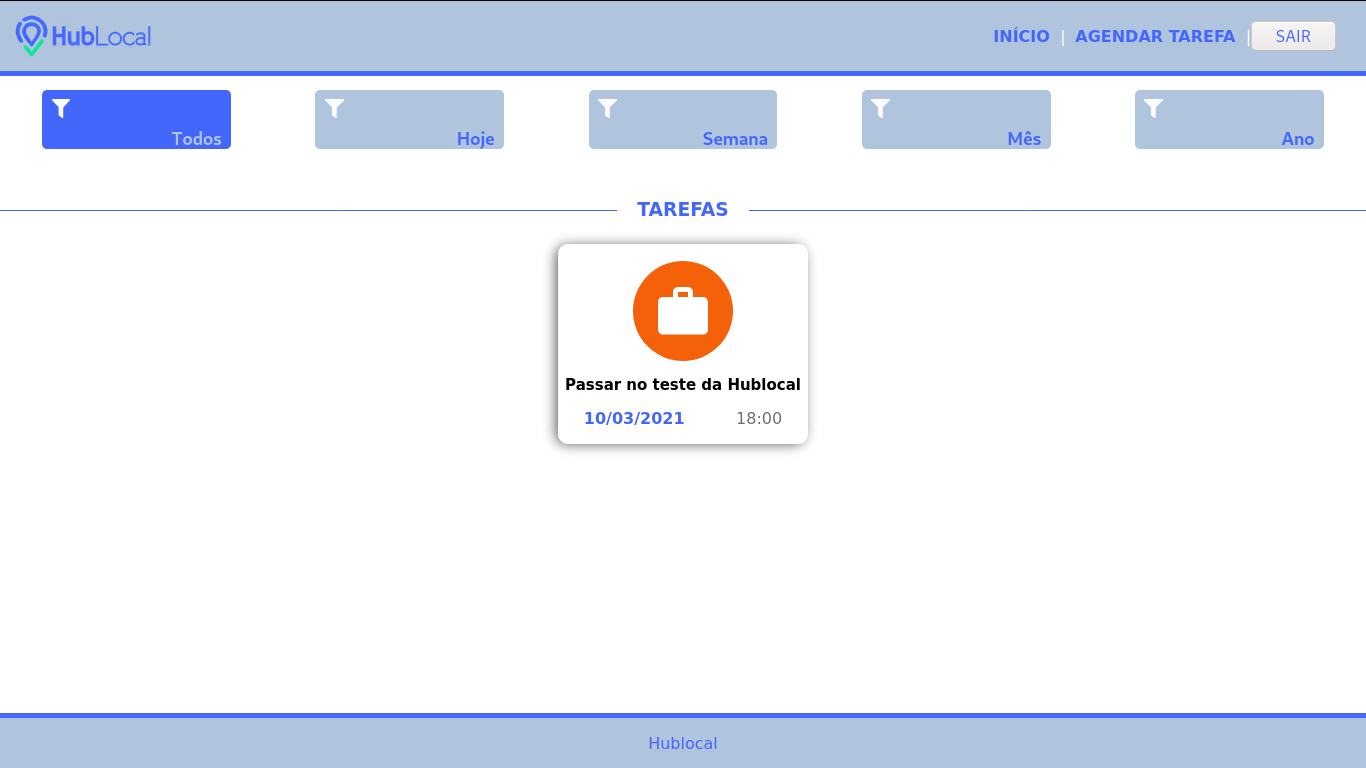 HubLocal
INÍCIO | AGENDAR TAREFA | SAIR
Todos
Hoje
Semana
Mês
Ano
TAREFAS
Passar no teste da Hublocal
10/03/2021 18:00
Hublocal